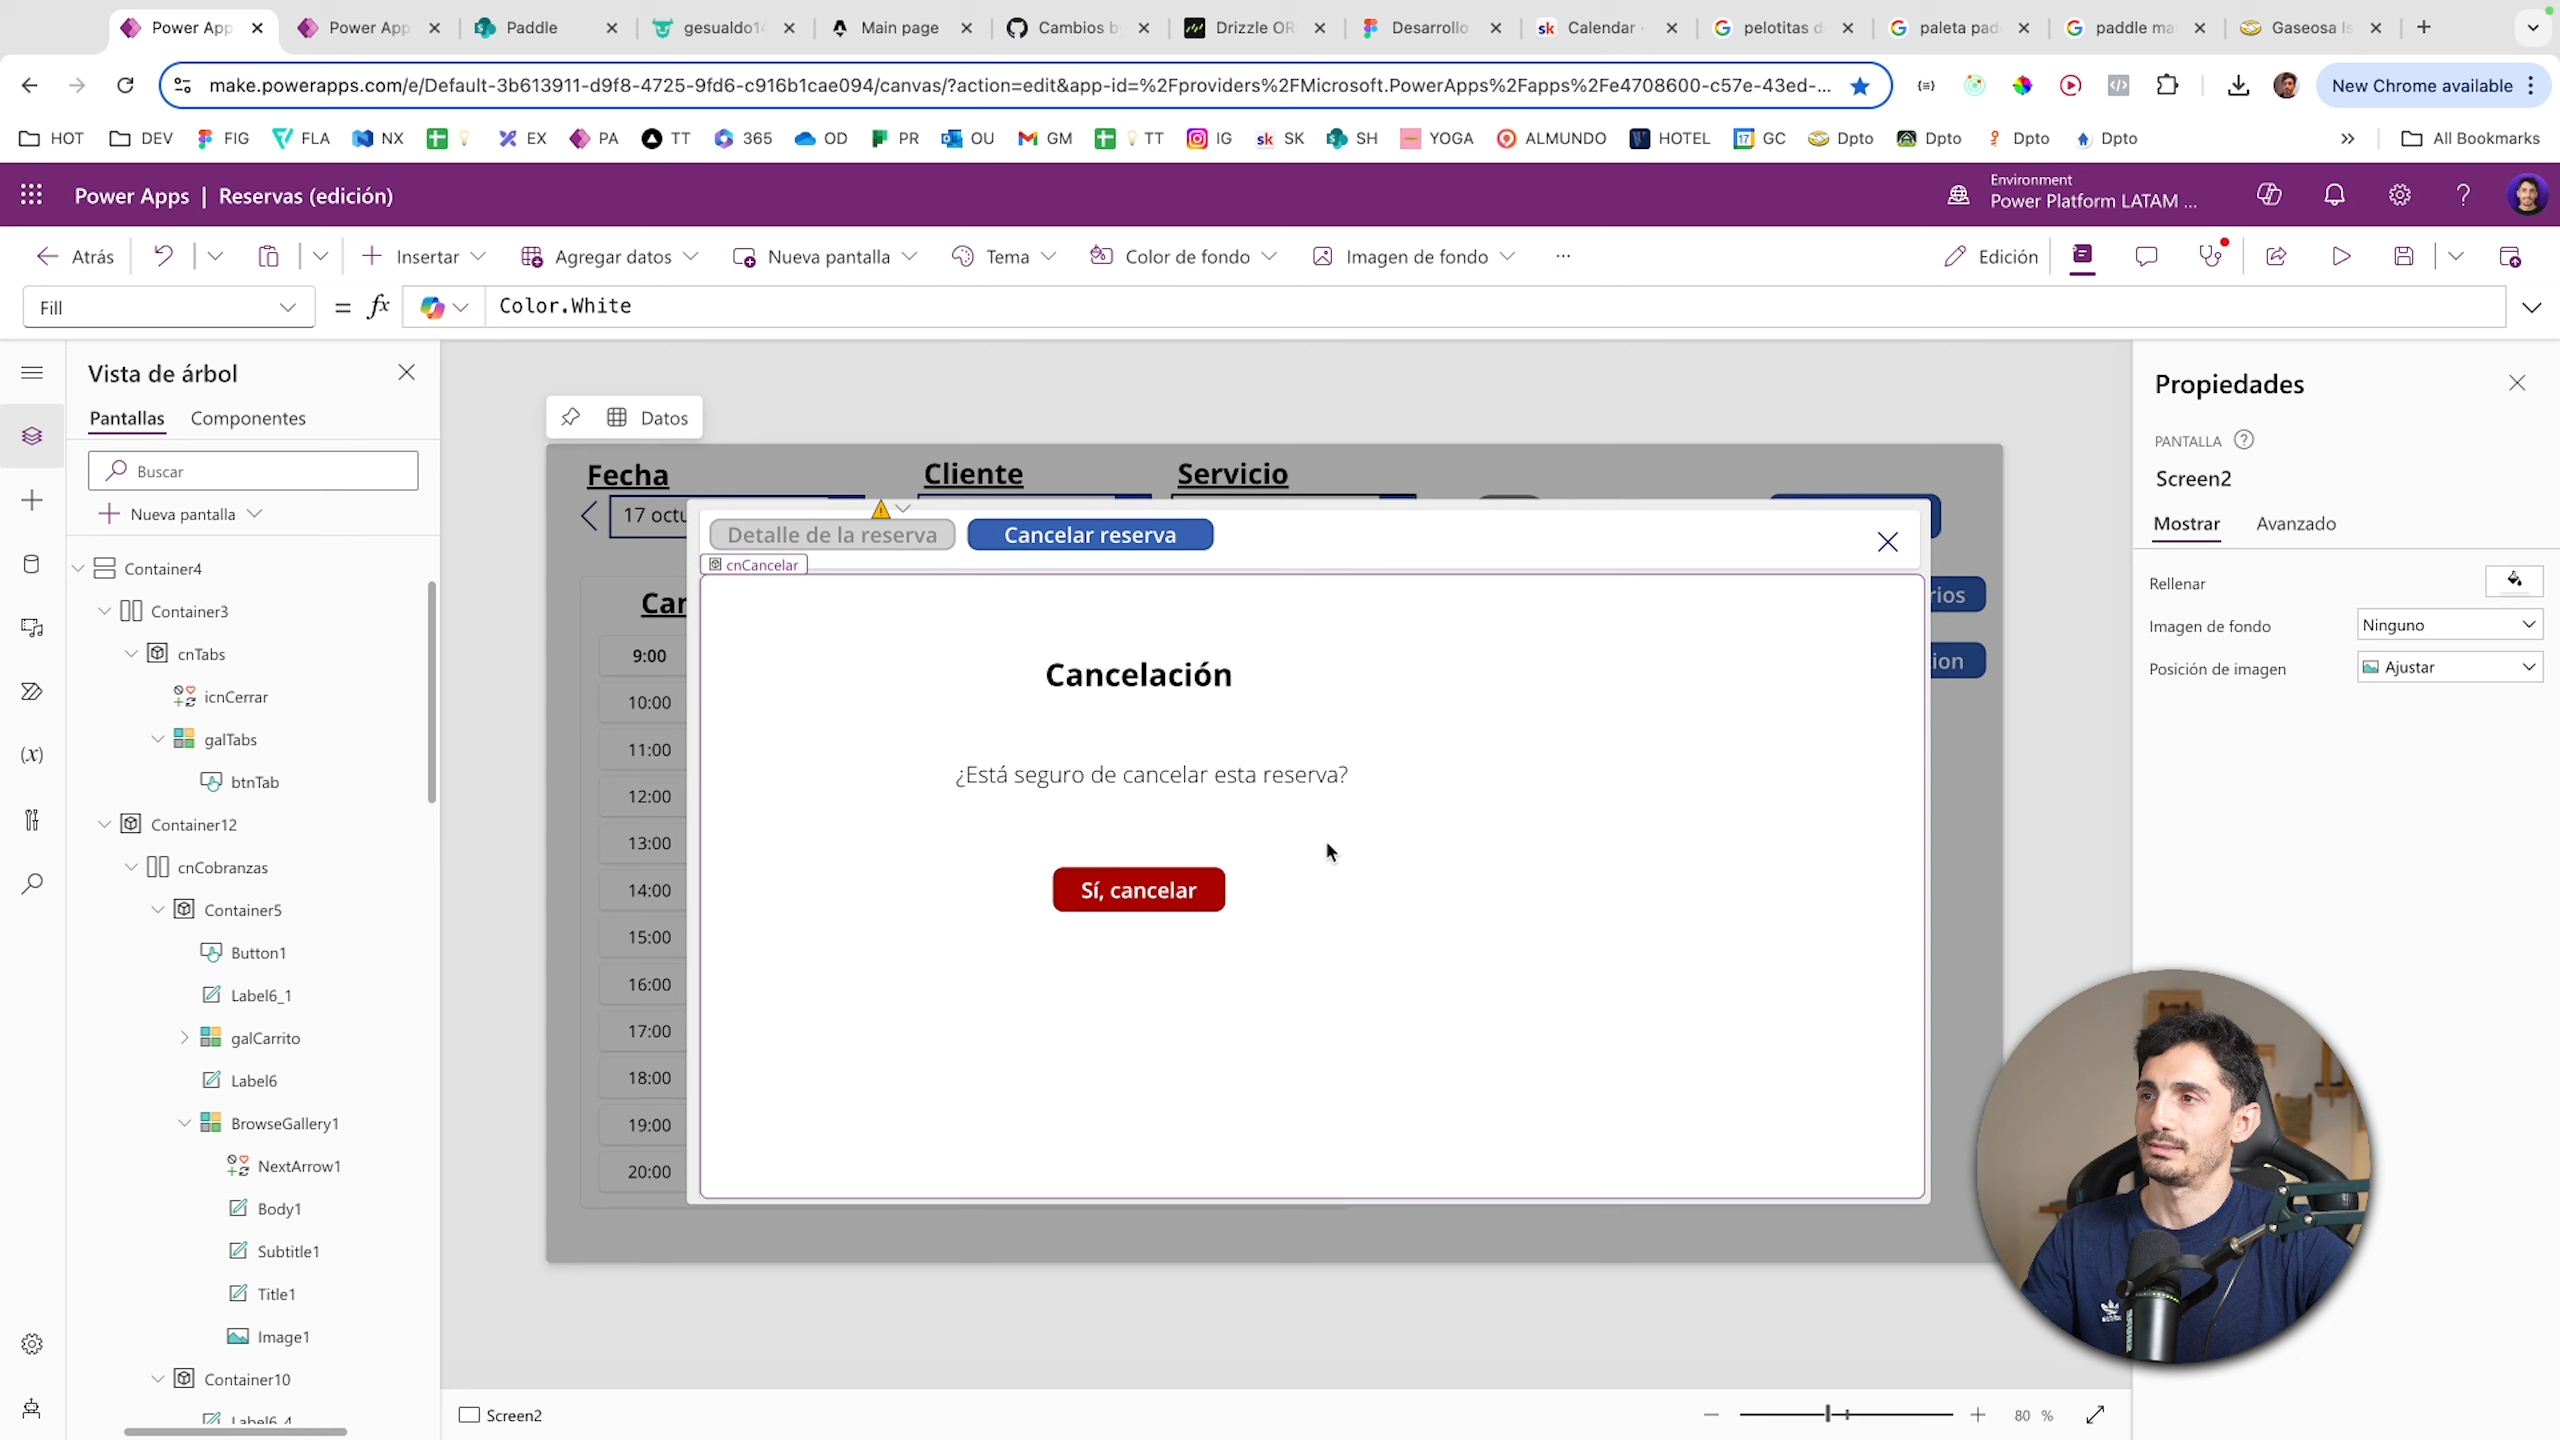 Power App
Power App
Paddle
gesualdo14
Main page
Cambios b
Drizzle OR
Desarrollo
Calendar
pelotitas d
paleta pad
paddle ma
Gaseosa Is
make.powerapps.com/e/Default-3b613911-d9f8-4725-9fd6-c916b1cae094/canvas/?action=edit&app-id=%2Fproviders%2FMicrosoft.PowerApps%2Fapps%2Fe4708600-c57e-43ed-...
New Chrome available
HOT
DEV
FIG
FLA
NX
EX
PA
TT
365
OD
PR
OU
GM
TT
IG
SK
SH
YOGA
ALMUNDO
HOTEL
GC
Dpto
Dpto
Dpto
Dpto
All Bookmarks
Power Apps | Reservas (edición)
Environment
Power Platform LATAM ...
Atrás
Insertar
Agregar datos
Nueva pantalla
Tema
Color de fondo
Imagen de fondo
...
Edición
Fill
= fx
Color.White
Vista de árbol
Pantallas
Componentes
Buscar
Nueva pantalla
Container4
Container3
cnTabs
icnCerrar
galTabs
btnTab
Container12
cnCobranzas
Container5
Button1
Label6_1
galCarrito
Label6
BrowseGallery1
NextArrow1
Body1
Subtitle1
Title1
Image1
Container10
Label6_4
Datos
Fecha
Cliente
Servicio
17 octu
Detalle de la reserva
Cancelar reserva
cnCancelar
Can
rios
ion
9:00
10:00
11:00
12:00
13:00
14:00
15:00
16:00
17:00
18:00
19:00
20:00
Cancelación
¿Está seguro de cancelar esta reserva?
Sí, cancelar
Screen2
80 %
Propiedades
PANTALLA
Screen2
Mostrar
Avanzado
Rellenar
Imagen de fondo
Ninguno
Posición de imagen
Ajustar
adidas